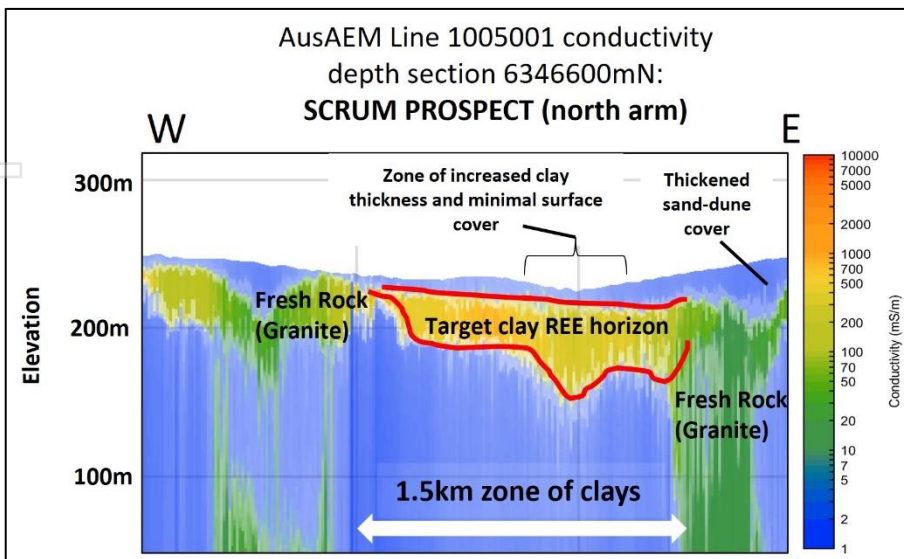 AusAEM Line 1005001 conductivity
depth section 6346600mN:
SCRUM PROSPECT (north arm)
W
E
300m
200m
100m
Elevation
Zone of increased clay
thickness and minimal surface
cover
Thickened
sand-dune
cover
Fresh Rock
(Granite)
Target clay REE horizon
Fresh Rock
(Granite)
1.5km zone of clays
10000
7000
5000
2000
1000
700
500
200
100
70
50
20
10
7
5
2
1
Conductivity (mS/m)